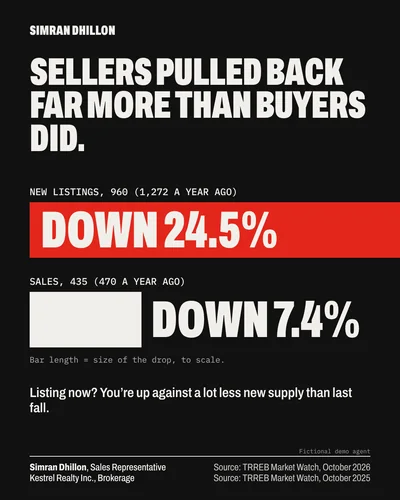 SIMRAN DHILLON
SELLERS PULLED BACK
FAR MORE THAN BUYERS
DID.
NEW LISTINGS, 960 (1,272 A YEAR AGO)
DOWN 24.5%
SALES, 435 (470 A YEAR AGO)
DOWN 7.4%
Bar length = size of the drop, to scale.
Listing now? You’re up against a lot less new supply than last
fall.
Fictional demo agent
Simran Dhillon, Sales Representative
Kestrel Realty Inc., Brokerage
Source: TRREB Market Watch, October 2026
Source: TRREB Market Watch, October 2025